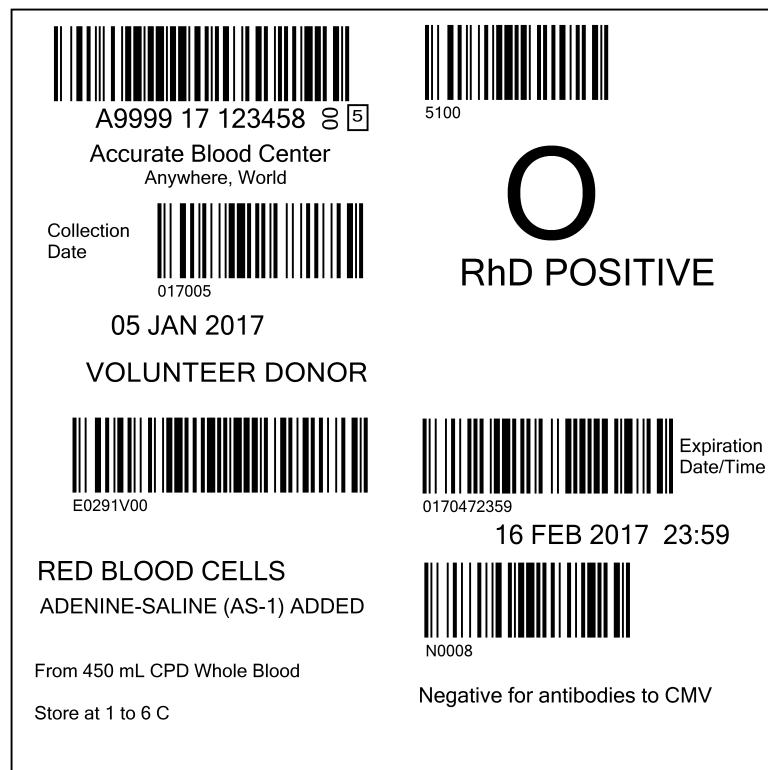 A9999 17 123458 00 5
Accurate Blood Center
Anywhere, World
Collection
Date
017005
05 JAN 2017
VOLUNTEER DONOR
5100
O
RhD POSITIVE
E0291V00
RED BLOOD CELLS
ADENINE-SALINE (AS-1) ADDED
From 450 mL CPD Whole Blood
Store at 1 to 6 C
Expiration
Date/Time
0170472359
16 FEB 2017 23:59
N0008
Negative for antibodies to CMV